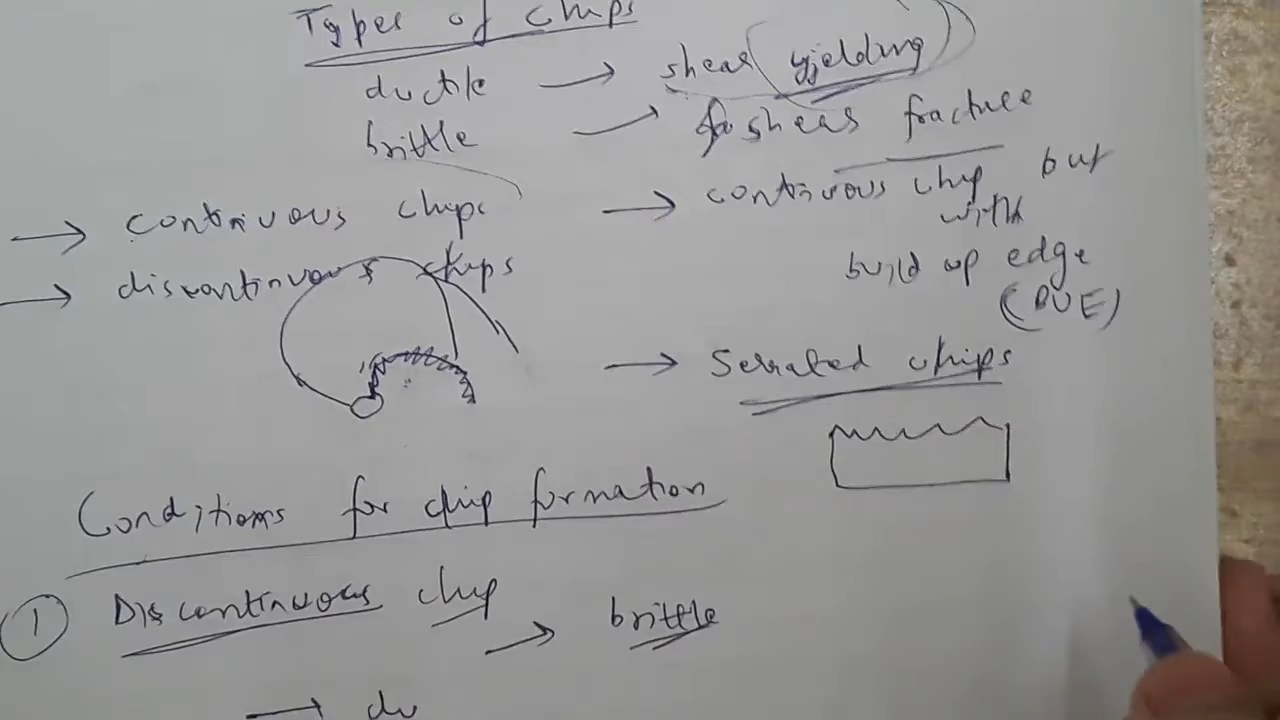 Types of chips
ductile → shear (yielding)
brittle → shear fracture
→ continuous chips
→ discontinuous chips
→ continuous chip but
with
build up edge
(BUE)
→ Serrated chips
Conditions for chip formation
① Discontinuous chip
→ brittle
→ du